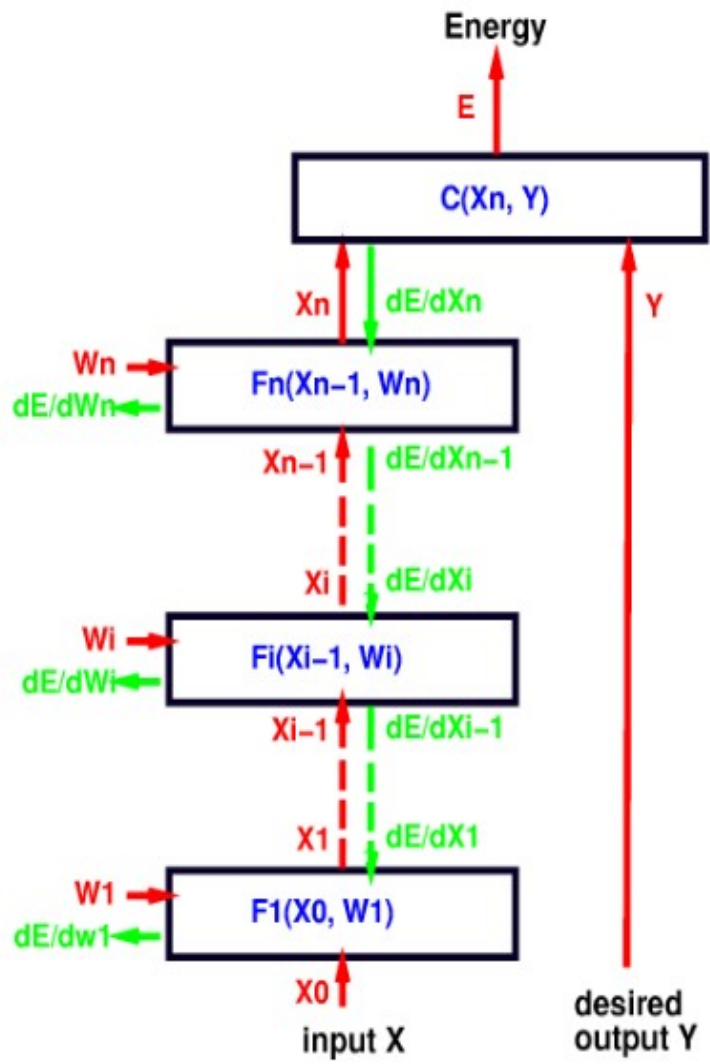 Energy
E
C(Xn, Y)
Xn
dE/dXn
Y
Wn
Fn(Xn−1, Wn)
dE/dWn
Xn−1
dE/dXn−1
Xi
dE/dXi
Wi
Fi(Xi−1, Wi)
dE/dWi
Xi−1
dE/dXi−1
X1
dE/dX1
W1
F1(X0, W1)
dE/dw1
X0
input X
desired
output Y